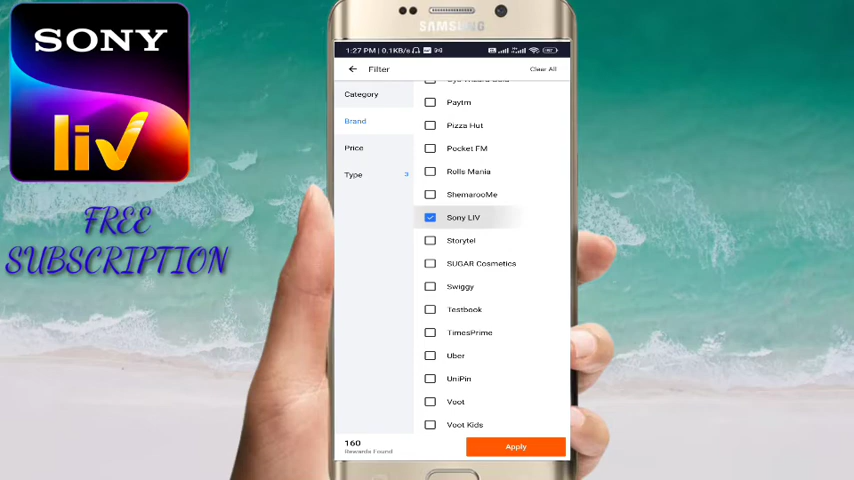 SONY
liv
FREE
SUBSCRIPTION
SAMSUNG
1:27 PM | 0.1KB/s
Filter
Clear All
Category
Brand
Price
Type 3
Paytm
Pizza Hut
Pocket FM
Rolls Mania
ShemarooMe
Sony LIV
Storytel
SUGAR Cosmetics
Swiggy
Testbook
TimesPrime
Uber
UniPin
Voot
Voot Kids
160
Rewards Found
Apply